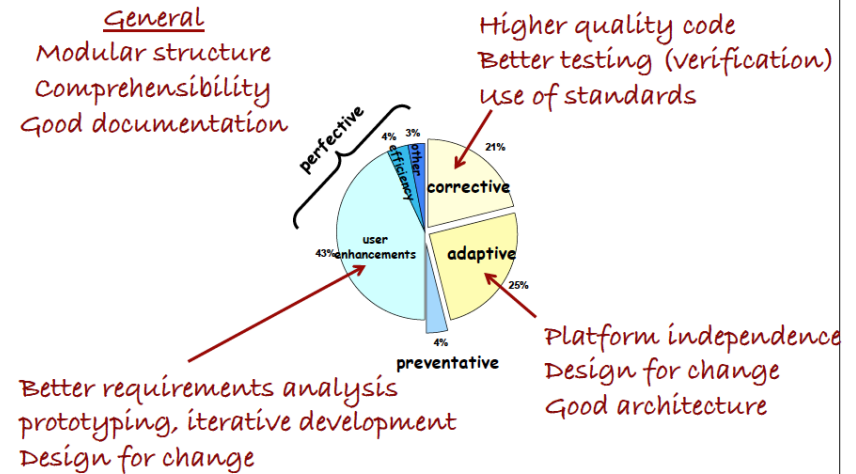 General
Modular structure
Comprehensibility
Good documentation
Higher quality code
Better testing (verification)
Use of standards
perfective
4%
3%
efficiency
other
21%
corrective
user
43%
enhancements
adaptive
25%
4%
preventative
Platform independence
Design for change
Good architecture
Better requirements analysis
prototyping, iterative development
Design for change